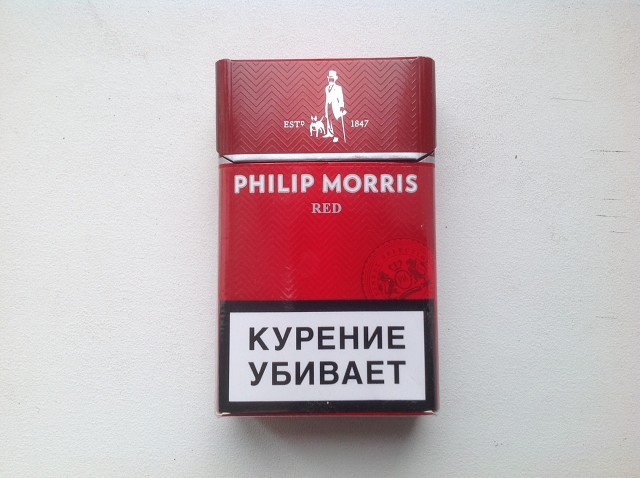 ESTD 1847
PHILIP MORRIS
RED
КУРЕНИЕ
УБИВАЕТ